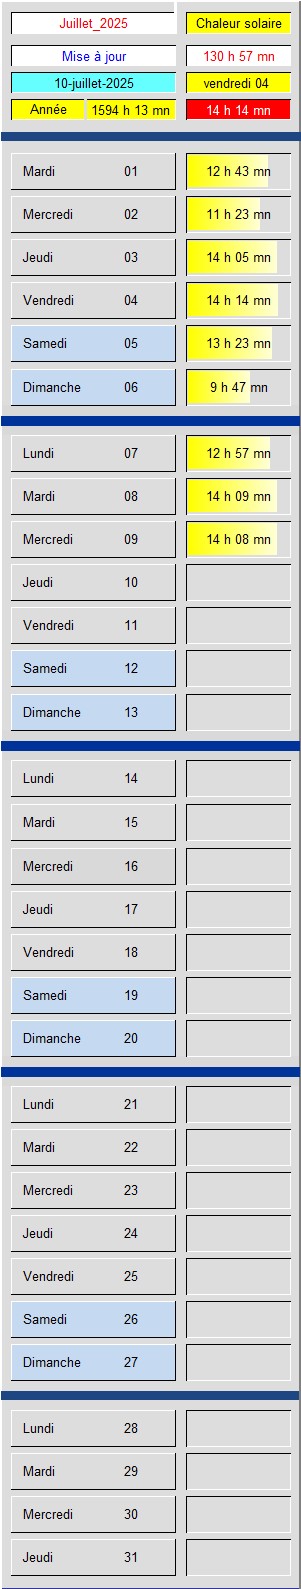 Juillet_2025 Chaleur solaire
Mise à jour 130 h 57 mn
10-juillet-2025 vendredi 04
Année 1594 h 13 mn 14 h 14 mn
Mardi 01 12 h 43 mn
Mercredi 02 11 h 23 mn
Jeudi 03 14 h 05 mn
Vendredi 04 14 h 14 mn
Samedi 05 13 h 23 mn
Dimanche 06 9 h 47 mn
Lundi 07 12 h 57 mn
Mardi 08 14 h 09 mn
Mercredi 09 14 h 08 mn
Jeudi 10
Vendredi 11
Samedi 12
Dimanche 13
Lundi 14
Mardi 15
Mercredi 16
Jeudi 17
Vendredi 18
Samedi 19
Dimanche 20
Lundi 21
Mardi 22
Mercredi 23
Jeudi 24
Vendredi 25
Samedi 26
Dimanche 27
Lundi 28
Mardi 29
Mercredi 30
Jeudi 31